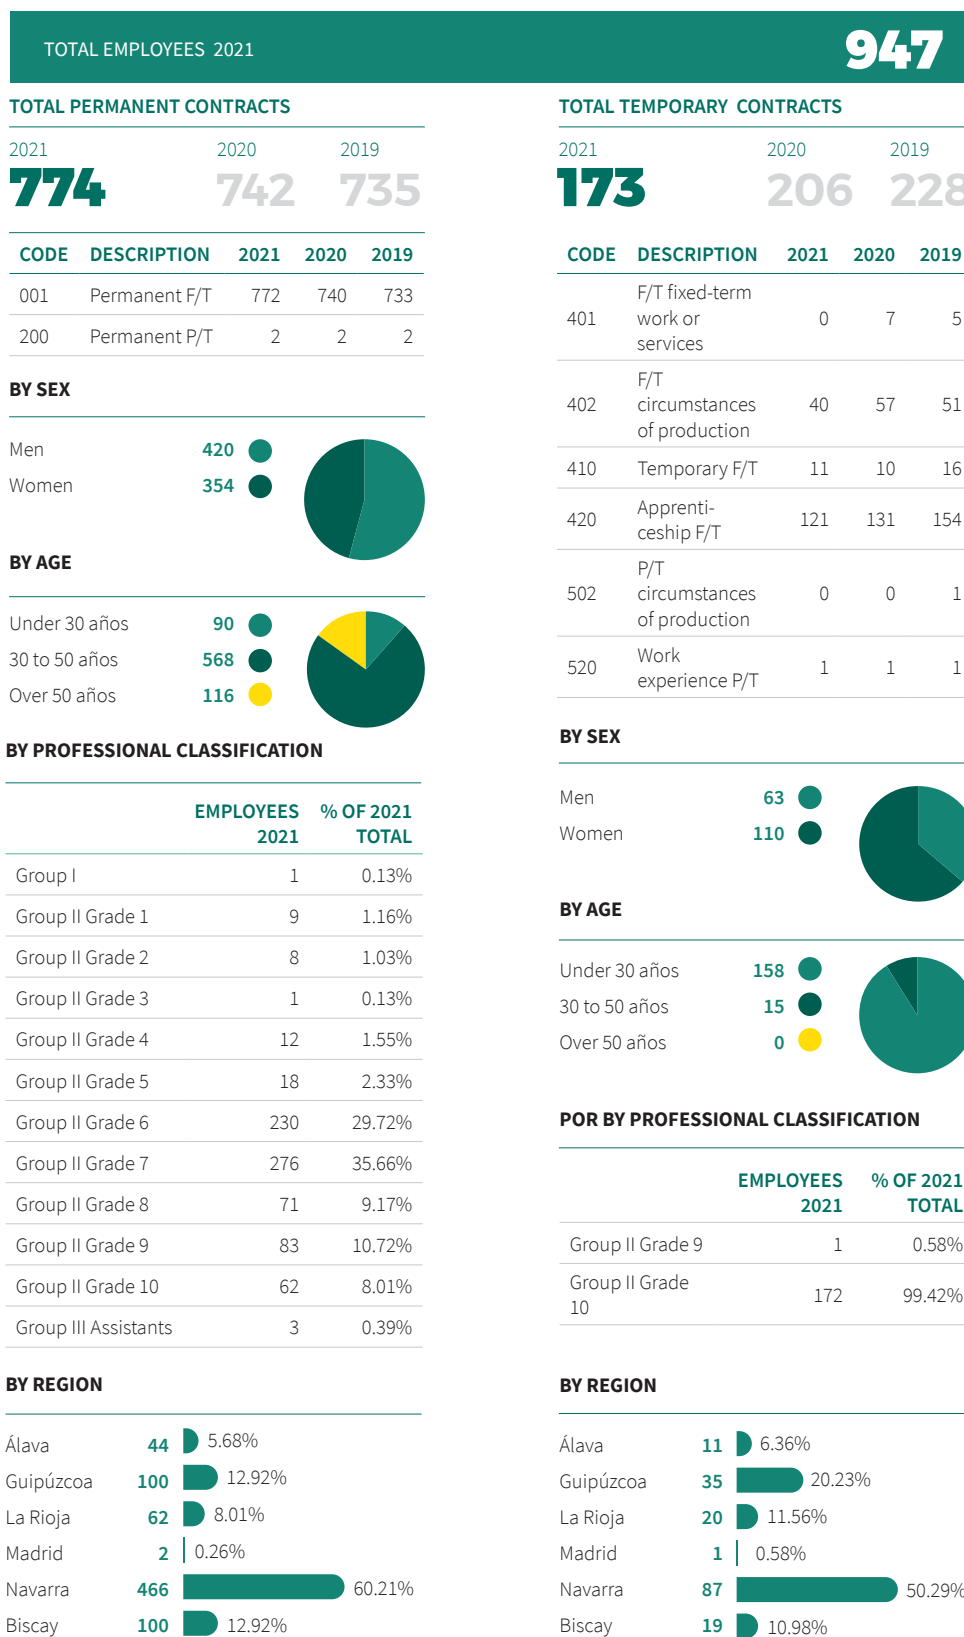 TOTAL EMPLOYEES 2021
947
TOTAL PERMANENT CONTRACTS
2021 2020 2019
774 742 735
CODE DESCRIPTION 2021 2020 2019
001 Permanent F/T 772 740 733
200 Permanent P/T 2 2 2
BY SEX
Men 420
Women 354
BY AGE
Under 30 años 90
30 to 50 años 568
Over 50 años 116
BY PROFESSIONAL CLASSIFICATION
EMPLOYEES % OF 2021
2021 TOTAL
Group I 1 0.13%
Group II Grade 1 9 1.16%
Group II Grade 2 8 1.03%
Group II Grade 3 1 0.13%
Group II Grade 4 12 1.55%
Group II Grade 5 18 2.33%
Group II Grade 6 230 29.72%
Group II Grade 7 276 35.66%
Group II Grade 8 71 9.17%
Group II Grade 9 83 10.72%
Group II Grade 10 62 8.01%
Group III Assistants 3 0.39%
BY REGION
Álava 44 5.68%
Guipúzcoa 100 12.92%
La Rioja 62 8.01%
Madrid 2 0.26%
Navarra 466 60.21%
Biscay 100 12.92%
TOTAL TEMPORARY CONTRACTS
2021 2020 2019
173 206 228
CODE DESCRIPTION 2021 2020 2019
F/T fixed-term
401 work or 0 7 5
services
F/T
402 circumstances 40 57 51
of production
410 Temporary F/T 11 10 16
420 Apprenti- 121 131 154
ceship F/T
P/T
502 circumstances 0 0 1
of production
520 Work 1 1 1
experience P/T
BY SEX
Men 63
Women 110
BY AGE
Under 30 años 158
30 to 50 años 15
Over 50 años 0
POR BY PROFESSIONAL CLASSIFICATION
EMPLOYEES % OF 2021
2021 TOTAL
Group II Grade 9 1 0.58%
Group II Grade
10 172 99.42%
BY REGION
Álava 11 6.36%
Guipúzcoa 35 20.23%
La Rioja 20 11.56%
Madrid 1 0.58%
Navarra 87 50.29%
Biscay 19 10.98%